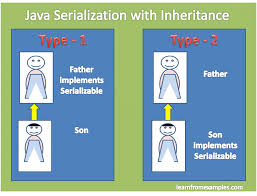 Java Serialization with Inheritance
Type - 1
Father
implements
Serializable
Son
Type - 2
Father
Son
implements
Serializable
learnfromexamples.com